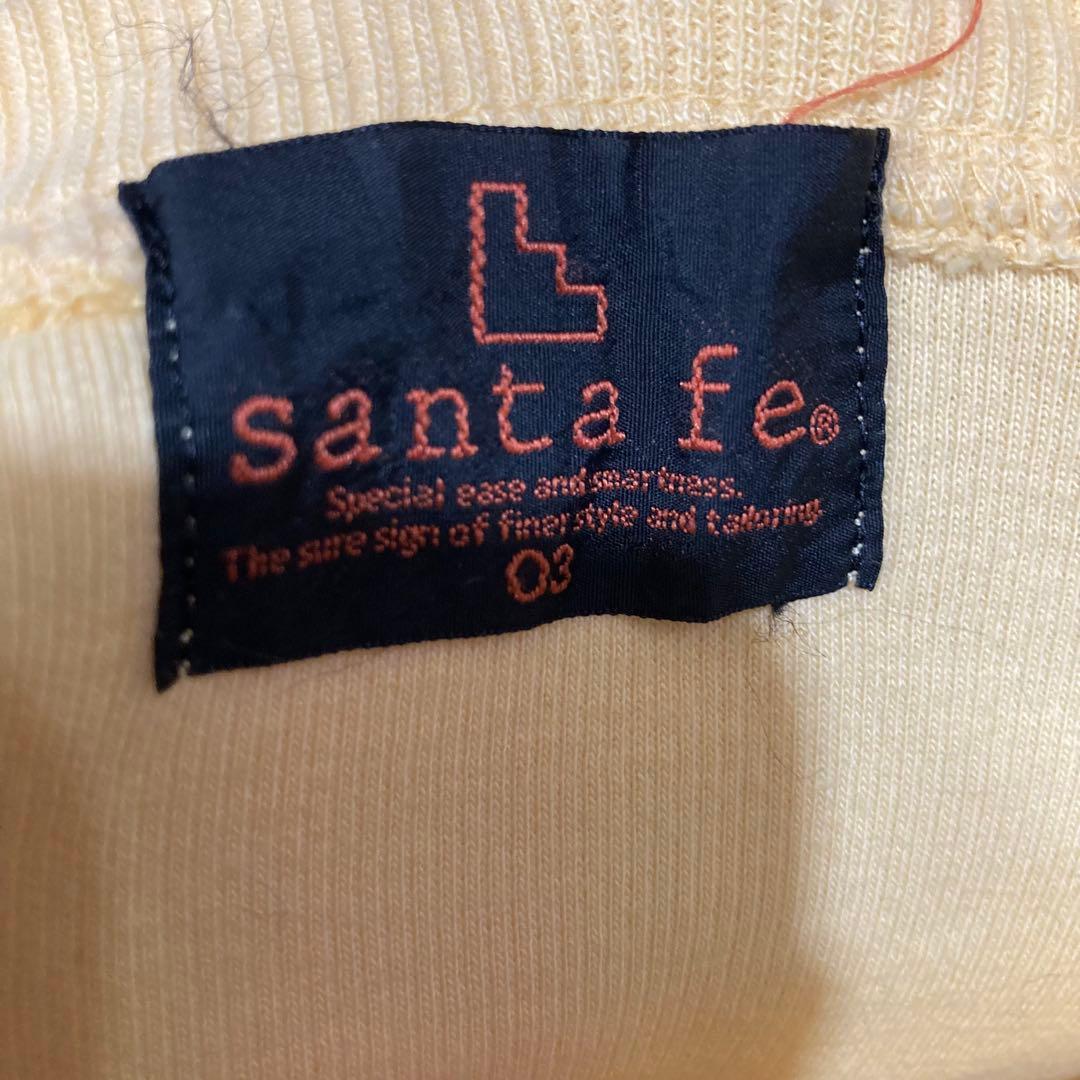 santa fe®
Special ease and smartness.
The sure sign of finer style and tailoring.
03